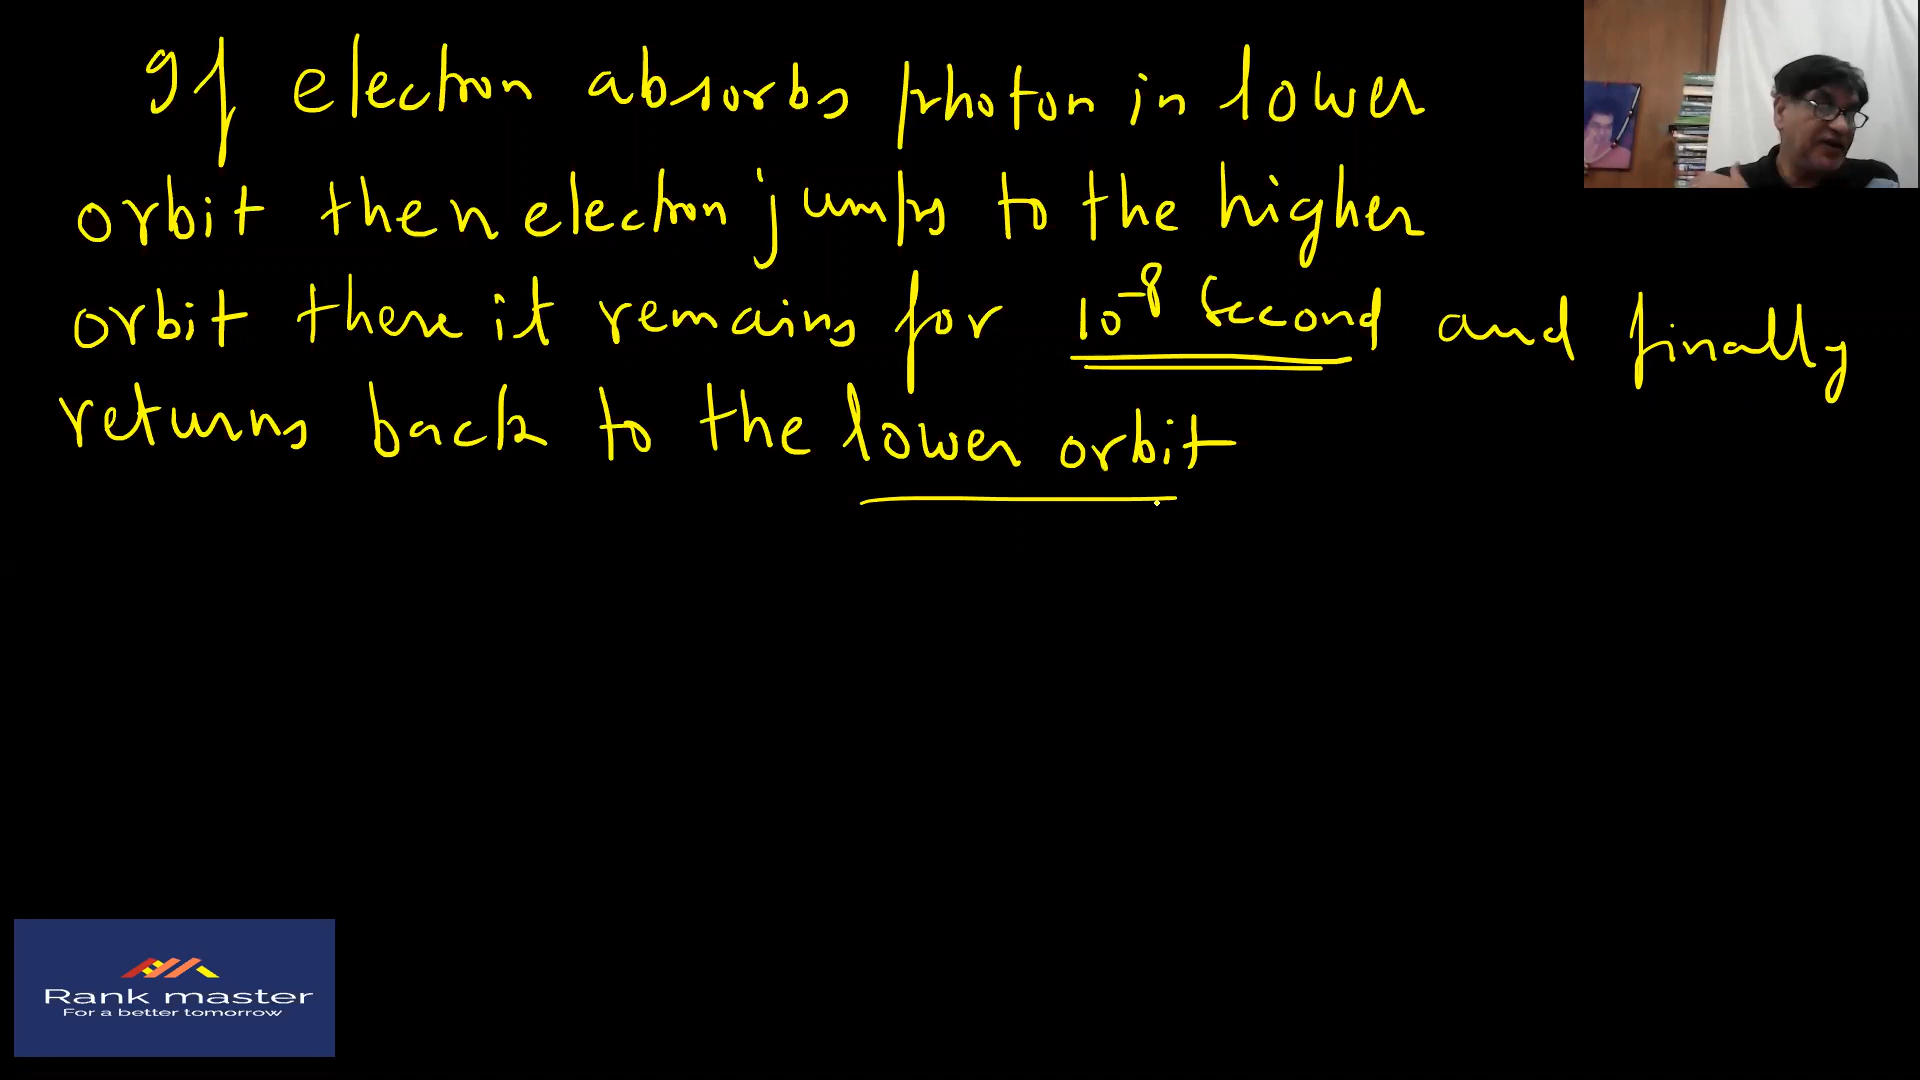 If electron absorbs photon in lower
orbit then electron jumps to the higher
orbit there it remains for 10⁻⁸ second and finally
returns back to the lower orbit
Rank master
For a better tomorrow